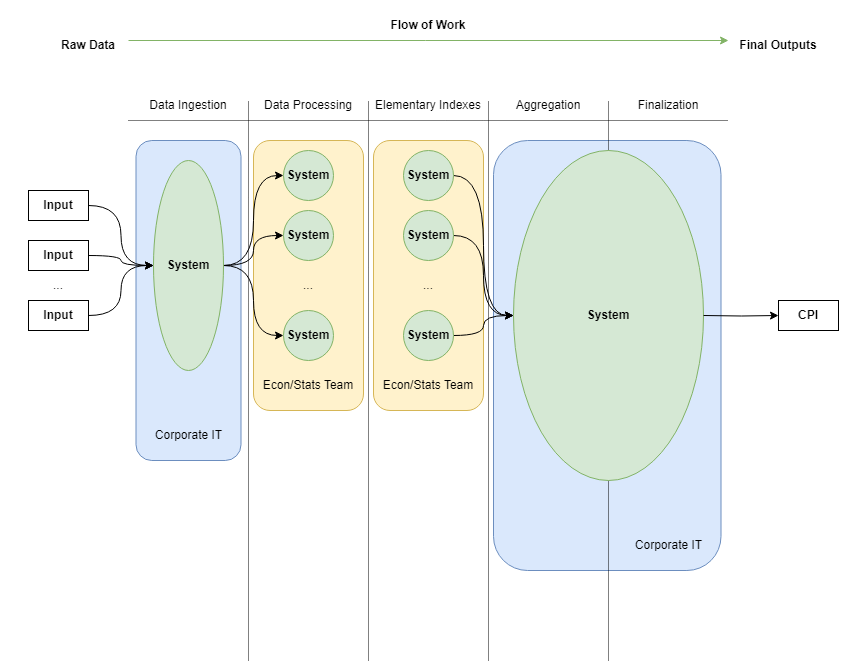 Flow of Work
Raw Data
Final Outputs
Data Ingestion
Data Processing
Elementary Indexes
Aggregation
Finalization
Input
Input
...
Input
System
Corporate IT
System
System
...
System
Econ/Stats Team
System
System
...
System
Econ/Stats Team
System
Corporate IT
CPI